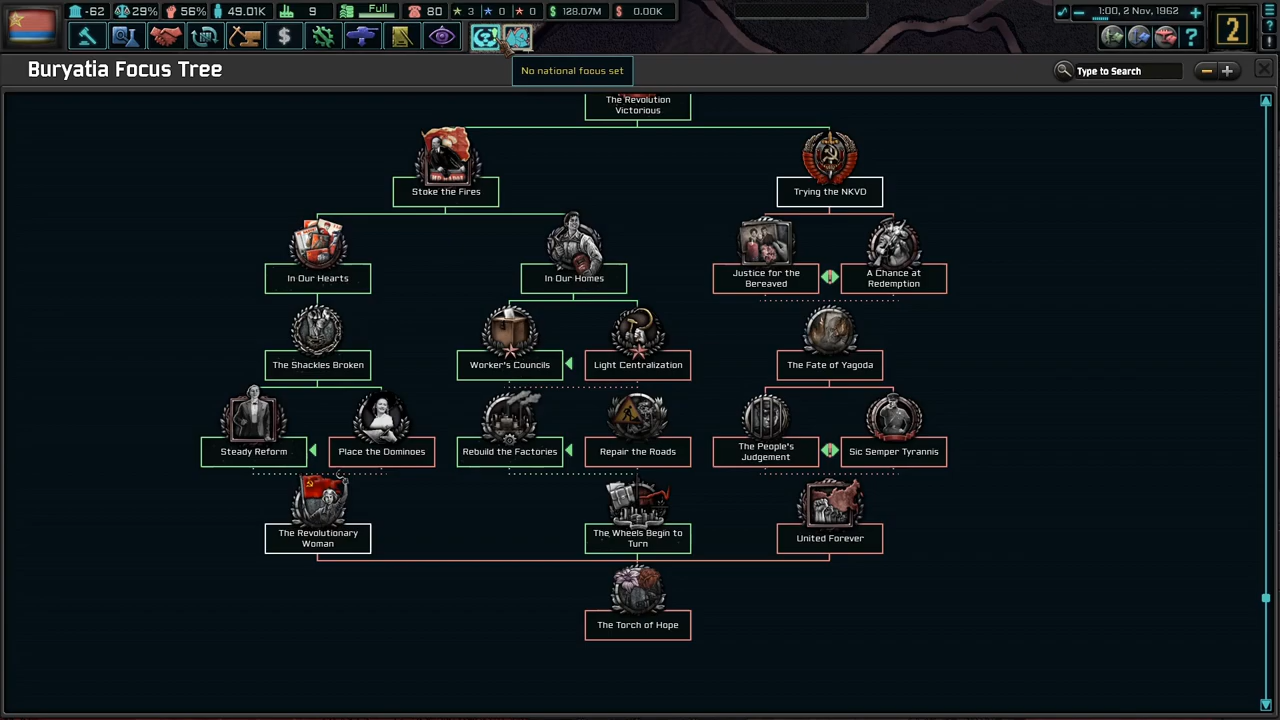 -62 29% 56% 49.01K 9 Full 80 3 0 0 128.07M 0.00K
1:00, 2 Nov, 1962
2
Buryatia Focus Tree
No national focus set
Type to Search
The Revolution
Victorious
Stoke the Fires
Trying the NKVD
In Our Hearts
In Our Homes
Justice for the
Bereaved
A Chance at
Redemption
The Shackles Broken
Worker's Councils
Light Centralization
The Fate of Yagoda
Steady Reform
Place the Dominoes
Rebuild the Factories
Repair the Roads
The People's
Judgement
Sic Semper Tyrannis
The Revolutionary
Woman
The Wheels Begin to
Turn
United Forever
The Torch of Hope